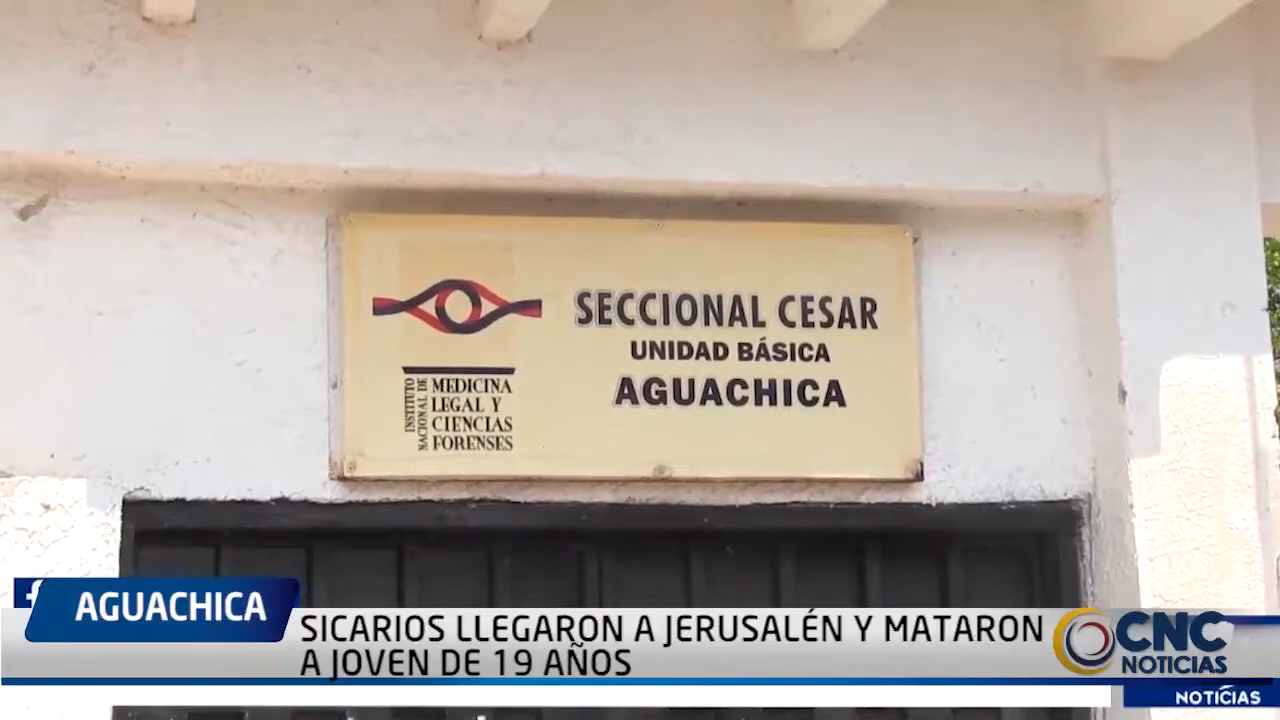 SECCIONAL CESAR
UNIDAD BÁSICA
AGUACHICA
INSTITUTO
NACIONAL DE
MEDICINA
LEGAL Y
CIENCIAS
FORENSES
AGUACHICA
SICARIOS LLEGARON A JERUSALÉN Y MATARON
A JOVEN DE 19 AÑOS
CNC
NOTICIAS
NOTICIAS